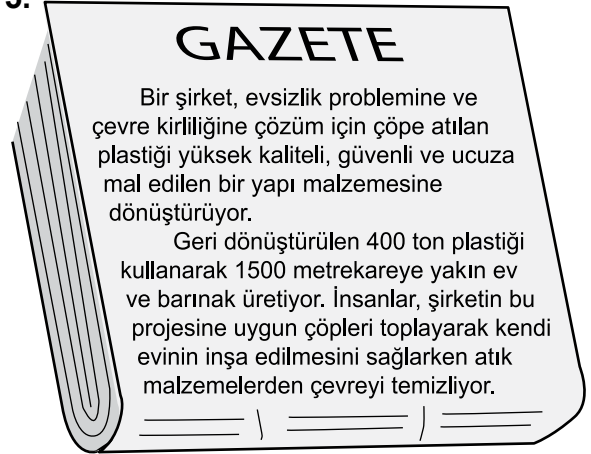 5.
GAZETE
Bir şirket, evsizlik problemine ve
çevre kirliliğine çözüm için çöpe atılan
plastiği yüksek kaliteli, güvenli ve ucuza
mal edilen bir yapı malzemesine
dönüştürüyor.
Geri dönüştürülen 400 ton plastiği
kullanarak 1500 metrekareye yakın ev
ve barınak üretiyor. İnsanlar, şirketin bu
projesine uygun çöpleri toplayarak kendi
evinin inşa edilmesini sağlarken atık
malzemelerden çevreyi temizliyor.